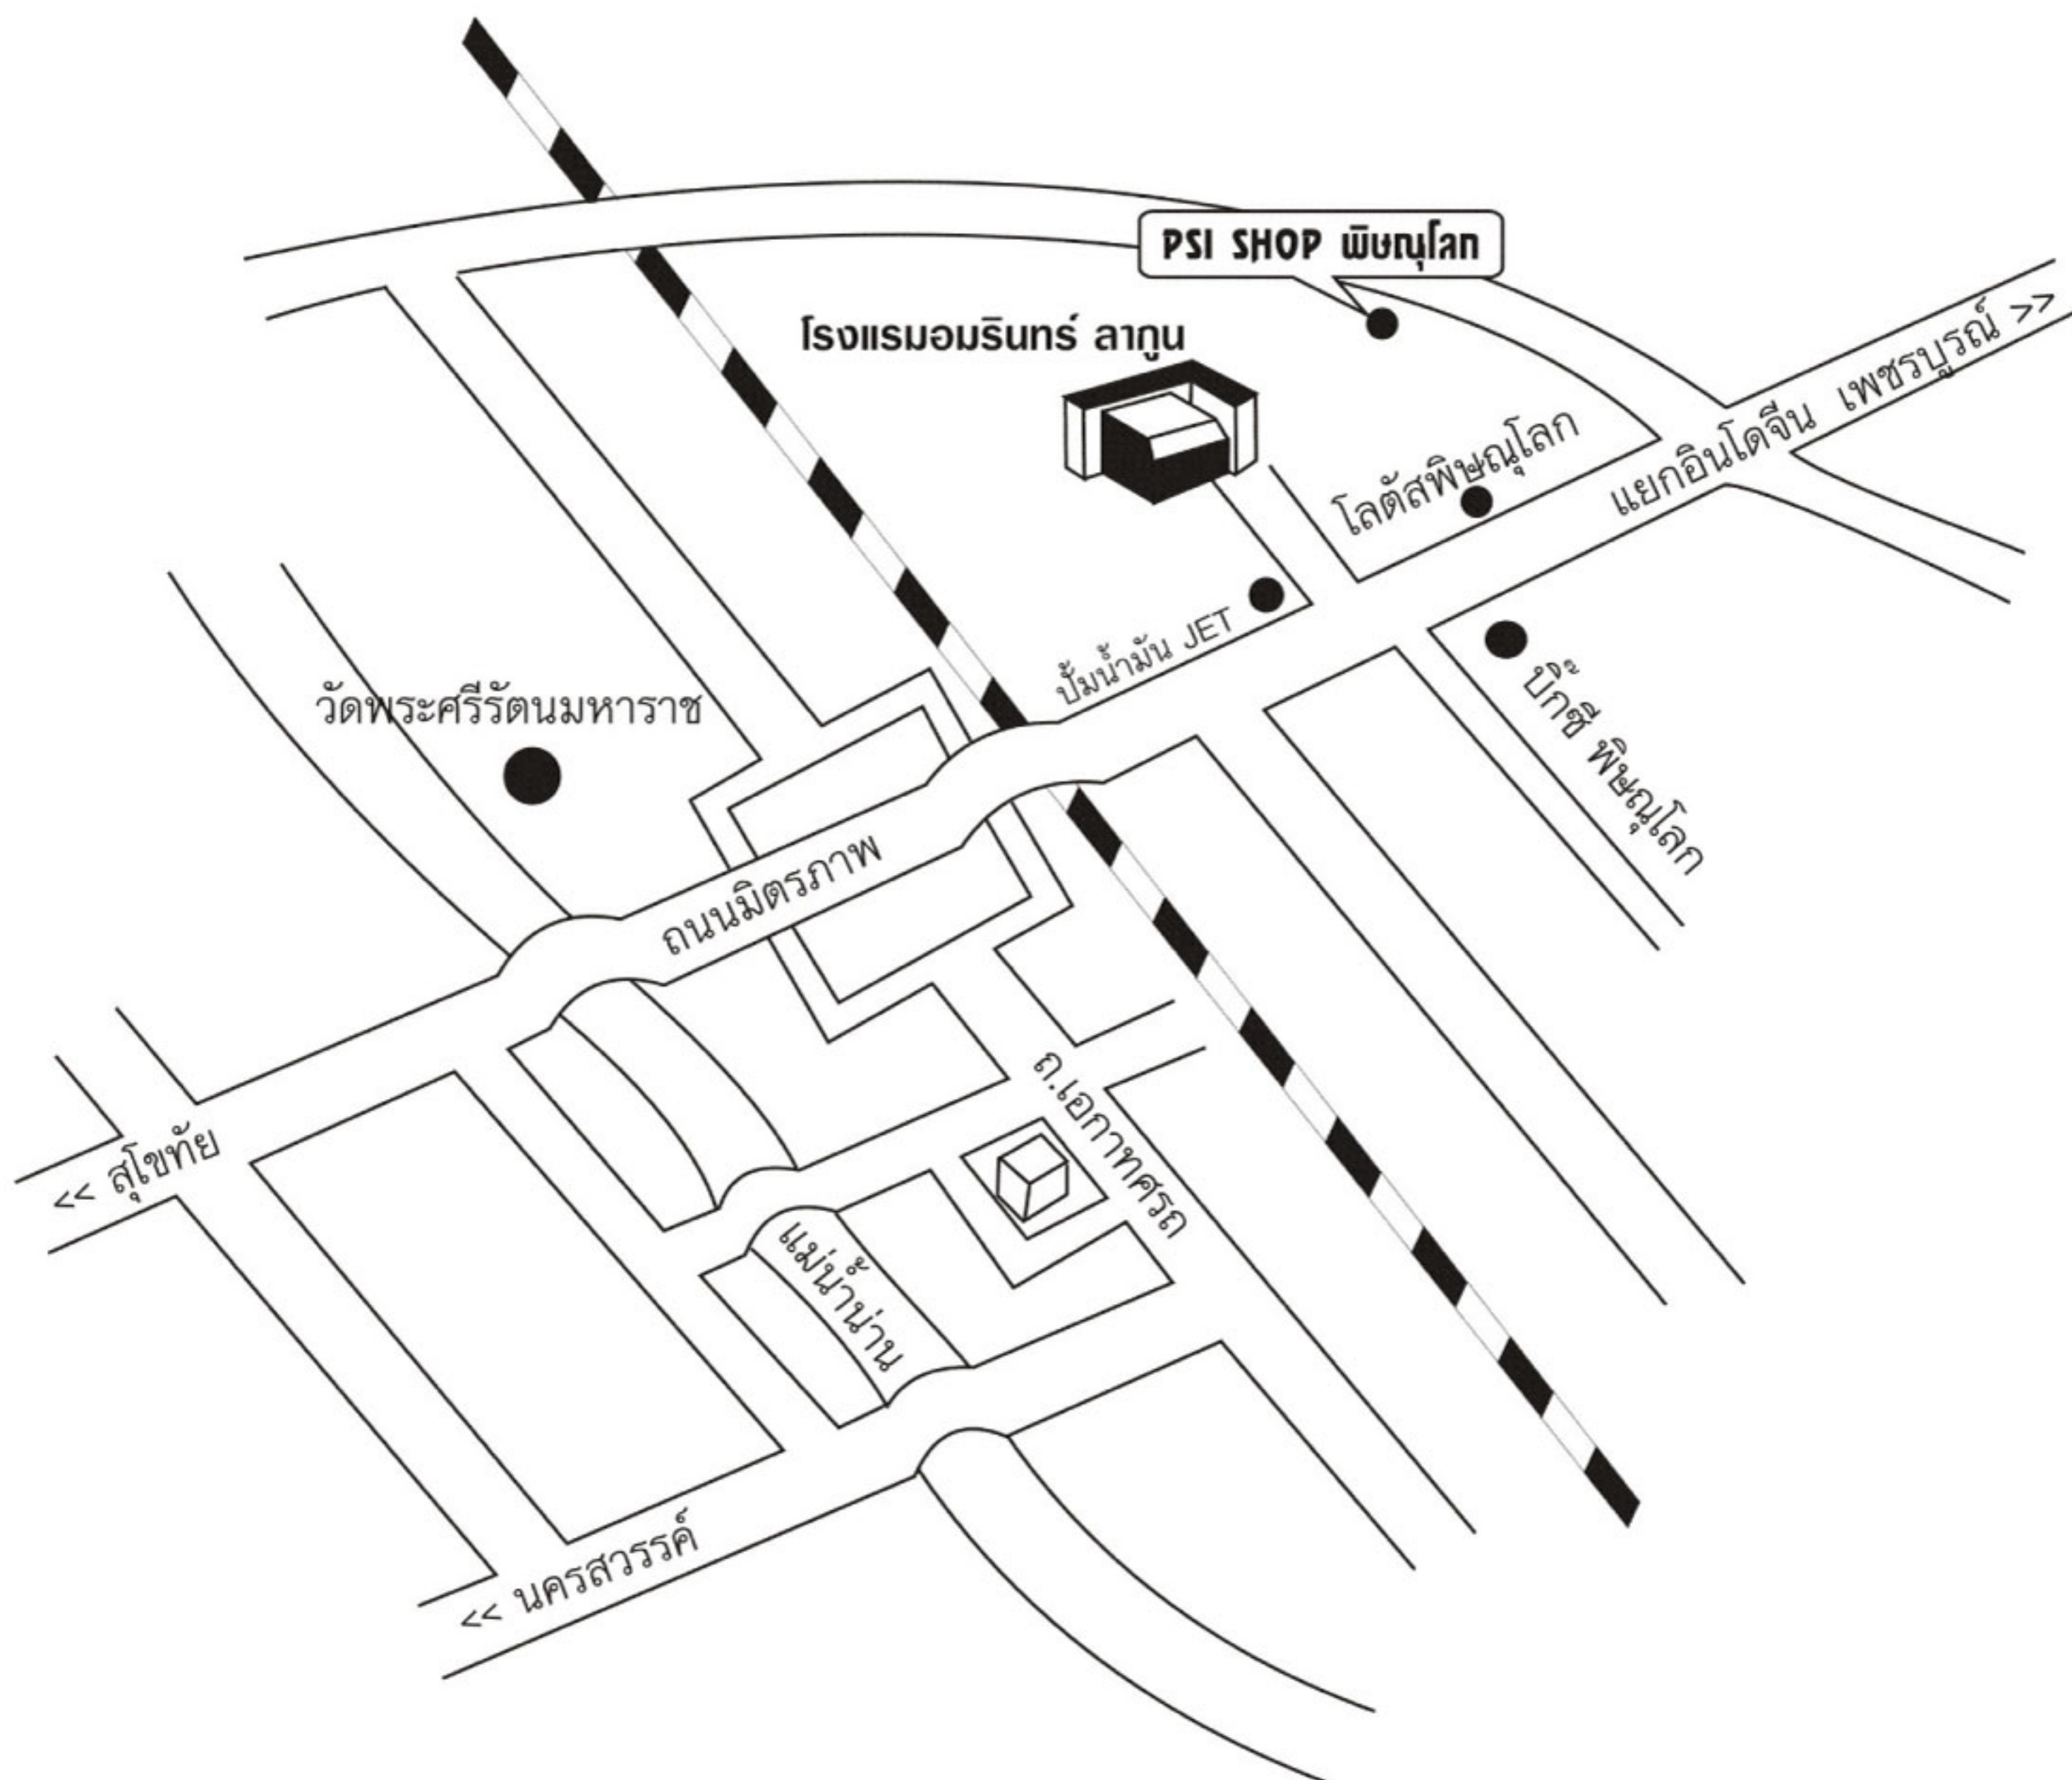 PSI SHOP พิษณุโลก
โรงแรมอมรินทร์ ลากูน
เพชรบูรณ์ >>
แยกอินโดจีน
โลตัสพิษณุโลก
ปั้มน้ำมัน JET
บิ๊กซี พิษณุโลก
วัดพระศรีรัตนมหาราช
ถนนมิตรภาพ
ถ.เอกาทศรถ
<< สุโขทัย
แม่น้ำน่าน
<< นครสวรรค์